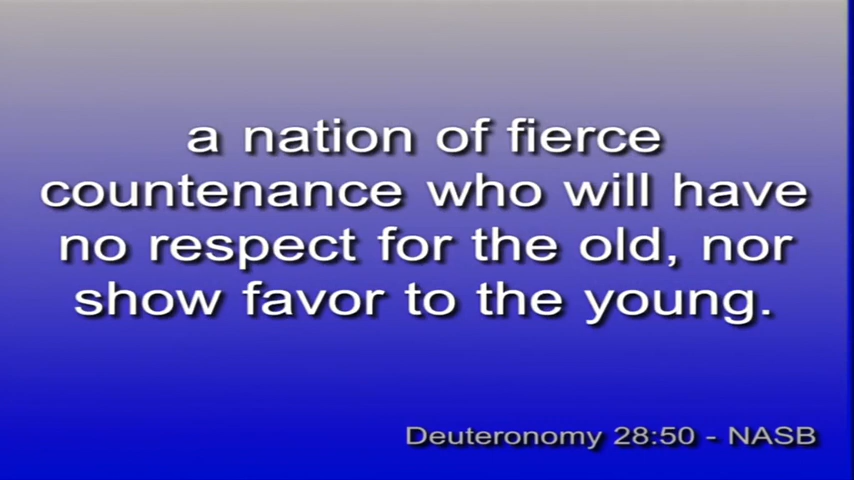 a nation of fierce
countenance who will have
no respect for the old, nor
show favor to the young.
Deuteronomy 28:50 - NASB